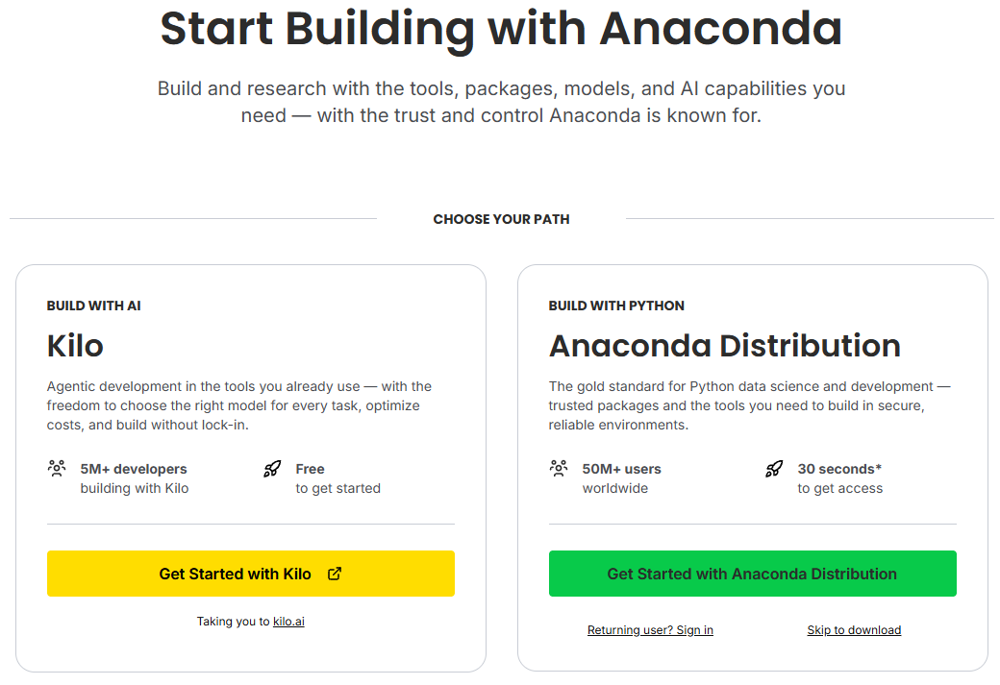 Start Building with Anaconda
Build and research with the tools, packages, models, and AI capabilities you
need — with the trust and control Anaconda is known for.
CHOOSE YOUR PATH
BUILD WITH AI
Kilo
Agentic development in the tools you already use — with the
freedom to choose the right model for every task, optimize
costs, and build without lock-in.
5M+ developers
building with Kilo
Free
to get started
Get Started with Kilo
Taking you to kilo.ai
BUILD WITH PYTHON
Anaconda Distribution
The gold standard for Python data science and development —
trusted packages and the tools you need to build in secure,
reliable environments.
50M+ users
worldwide
30 seconds*
to get access
Get Started with Anaconda Distribution
Returning user? Sign in
Skip to download